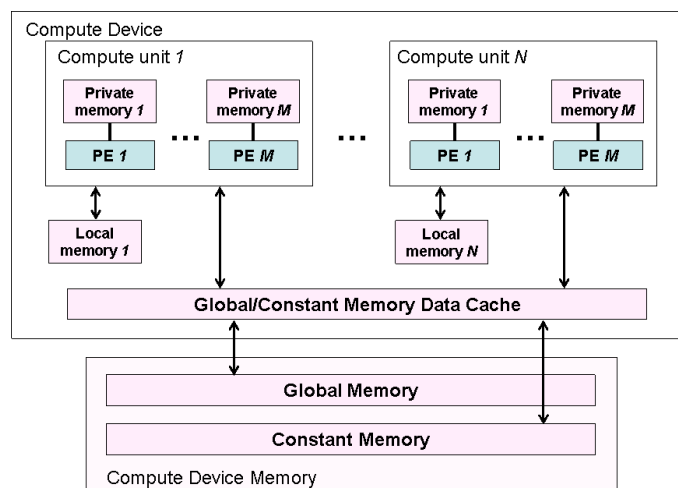 Compute Device
Compute unit 1
Compute unit N
Private
memory 1
Private
memory M
Private
memory 1
Private
memory M
PE 1
PE M
PE 1
PE M
Local
memory 1
Local
memory N
Global/Constant Memory Data Cache
Global Memory
Constant Memory
Compute Device Memory